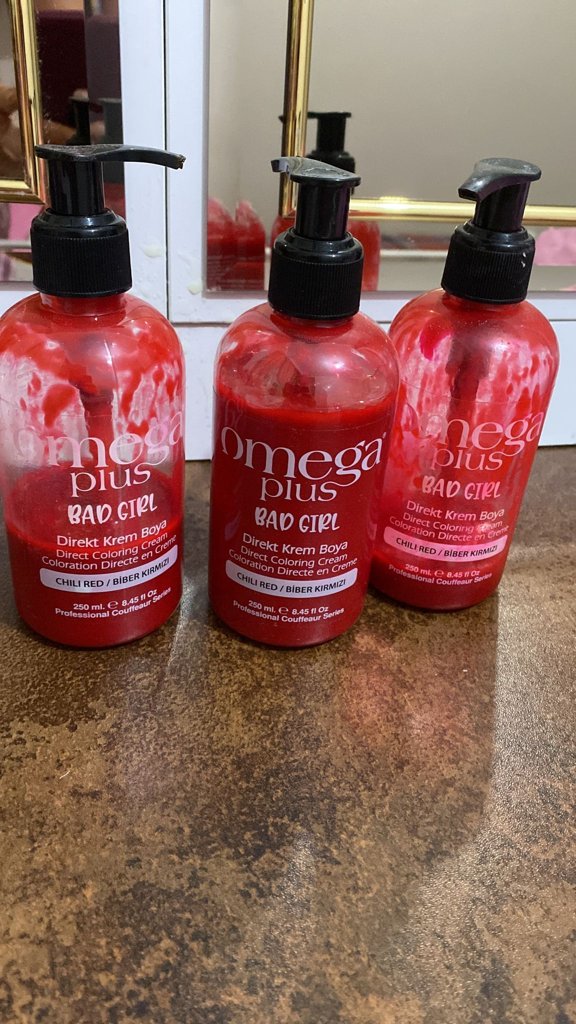 omega
plus
BAD GIRL
Direkt Krem Boya
Direct Coloring Cream
Coloration Directe en Creme
CHILI RED / BİBER KIRMIZI
250 ml. ℮ 8.45 fl Oz
Professional Couffeaur Series
omega
plus
BAD GIRL
Direkt Krem Boya
Direct Coloring Cream
Coloration Directe en Creme
CHILI RED / BİBER KIRMIZI
250 ml. ℮ 8.45 fl Oz
Professional Couffeaur Series
omega
plus
BAD GIRL
Direkt Krem Boya
Direct Coloring Cream
Coloration Directe en Creme
CHILI RED / BİBER KIRMIZI
250 ml. ℮ 8.45 fl Oz
Professional Couffeaur Series